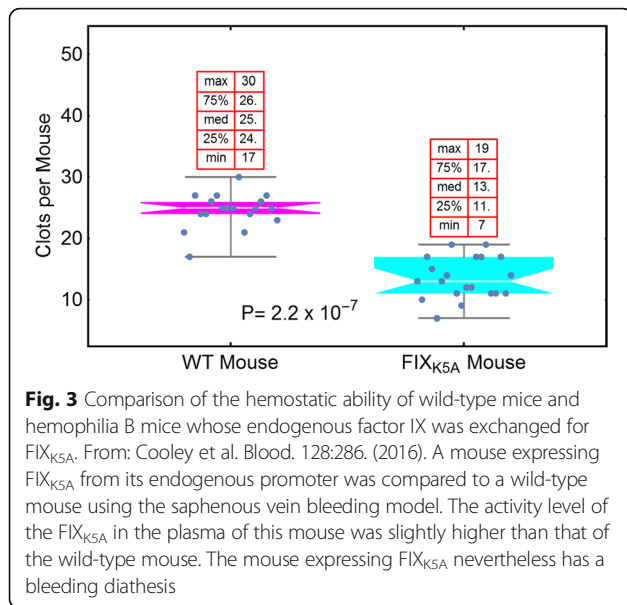 50
40
30
20
10
Clots per Mouse
max 30
75% 26.
med 25.
25% 24.
min 17
max 19
75% 17.
med 13.
25% 11.
min 7
P= 2.2 x 10⁻⁷
WT Mouse
FIX_K5A Mouse
Fig. 3 Comparison of the hemostatic ability of wild-type mice and
hemophilia B mice whose endogenous factor IX was exchanged for
FIX_K5A. From: Cooley et al. Blood. 128:286. (2016). A mouse expressing
FIX_K5A from its endogenous promoter was compared to a wild-type
mouse using the saphenous vein bleeding model. The activity level of
the FIX_K5A in the plasma of this mouse was slightly higher than that of
the wild-type mouse. The mouse expressing FIX_K5A nevertheless has a
bleeding diathesis